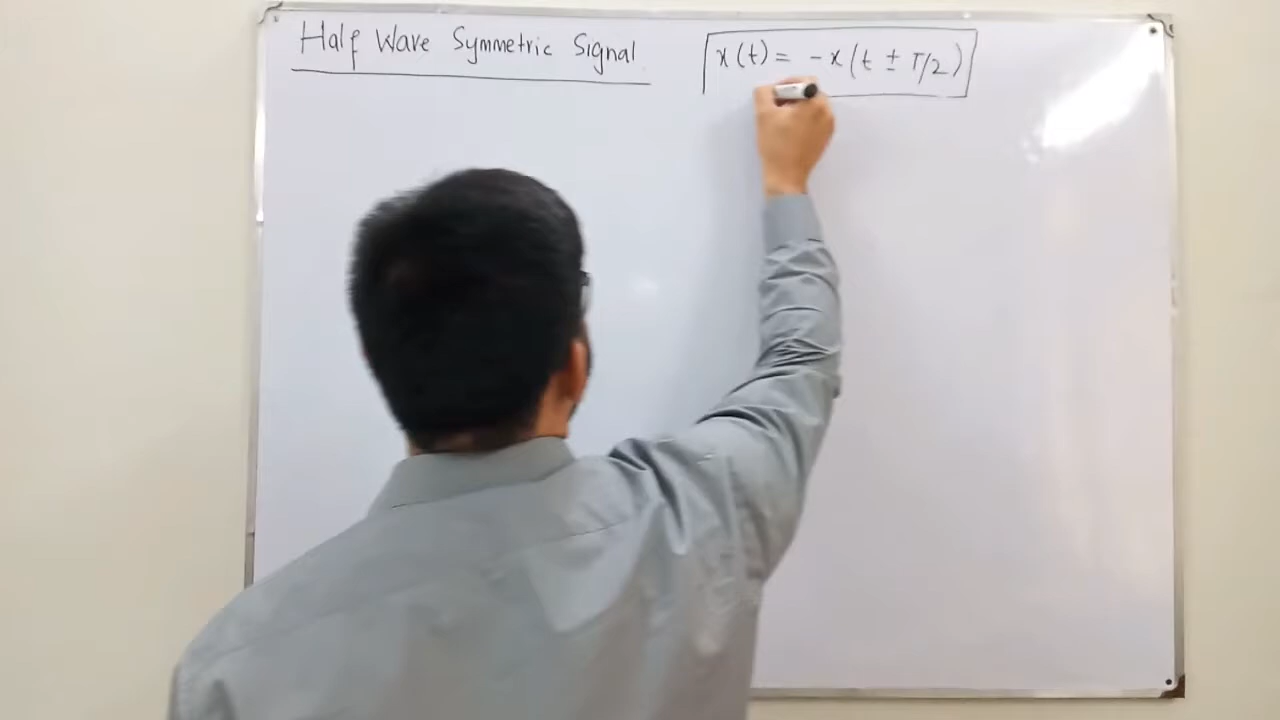 Half Wave Symmetric Signal
x(t) = -x(t ± T/2)